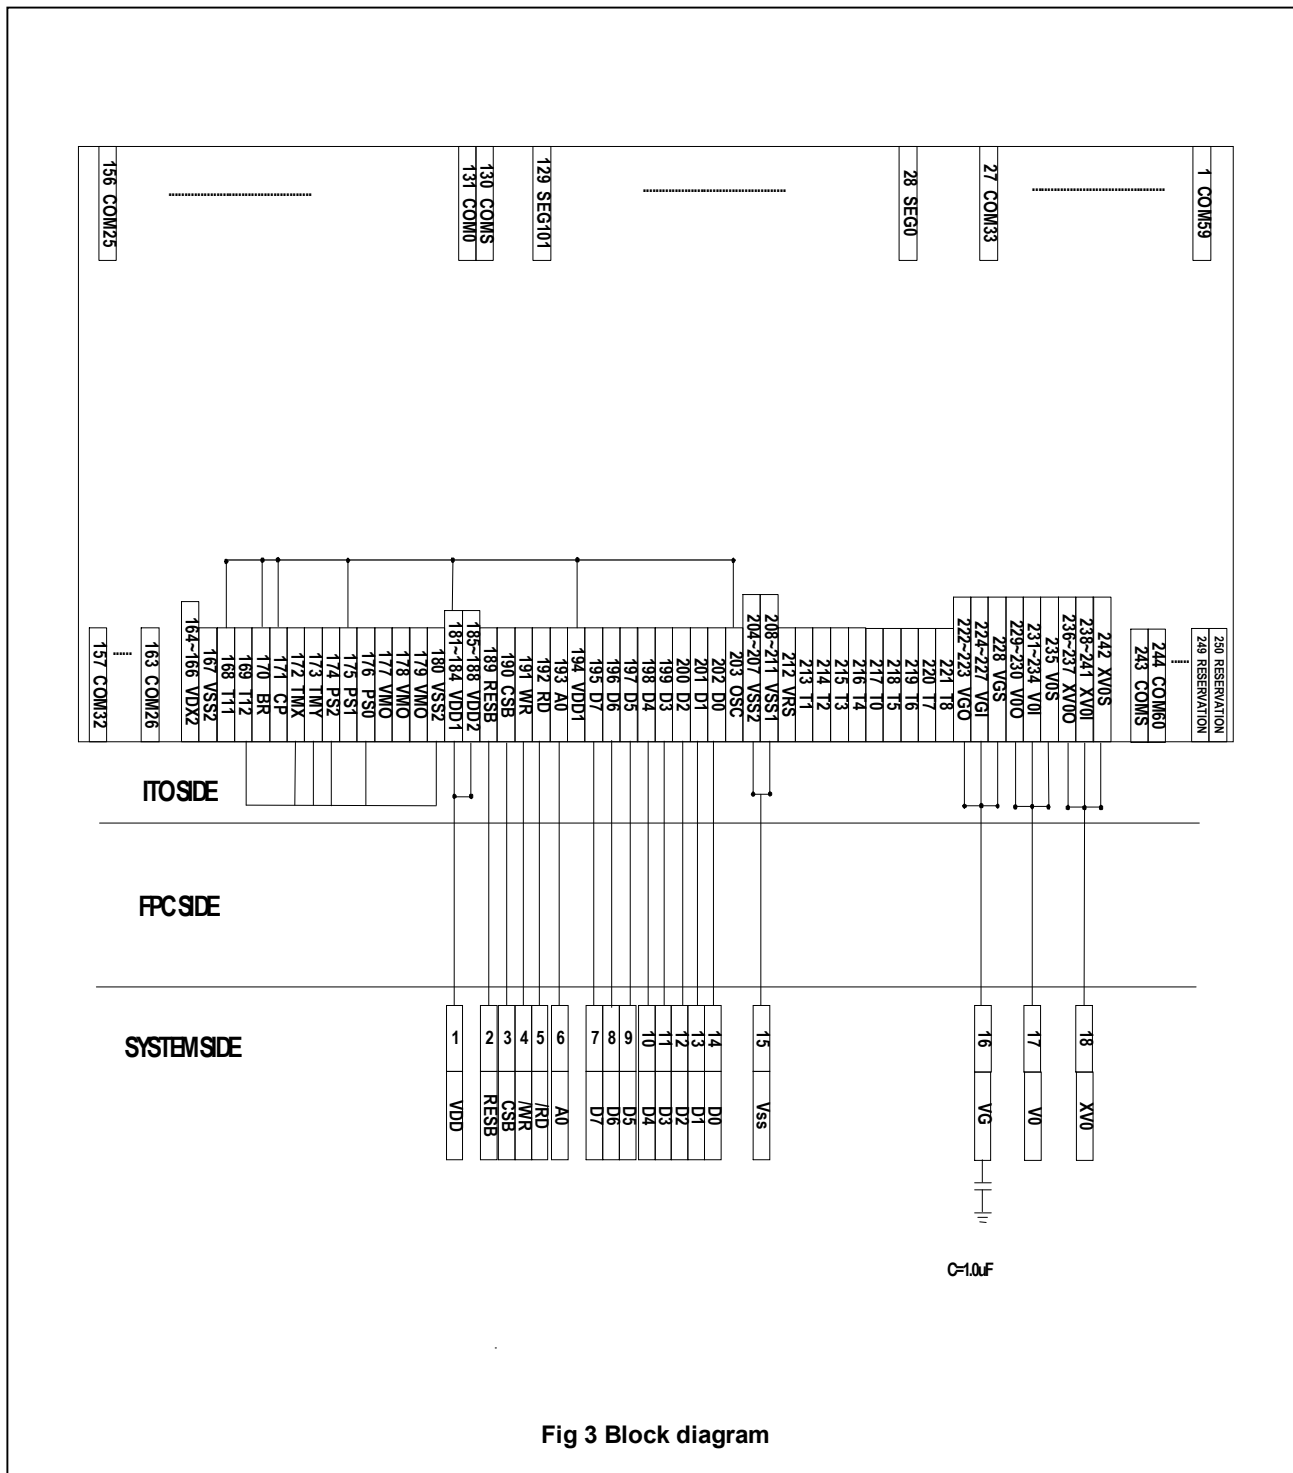 156 COM25
131 COM0
130 COMS
129 SEG101
28 SEG0
27 COM33
1 COM59
157 COM32
163 COM26
164~166 VDX2
167 VSS2
168 T11
169 T12
170 BR
171 CP
172 TMX
173 TMY
174 PS2
175 PS1
176 PS0
177 VMO
178 VMO
179 VMO
180 VSS2
181~184 VDD1
185~188 VDD2
189 RESB
190 CSB
191 WR
192 RD
193 A0
194 VDD1
195 D7
196 D6
197 D5
198 D4
199 D3
200 D2
201 D1
202 D0
203 OSC
204~207 VSS2
208~211 VSS1
212 VRS
213 T1
214 T2
215 T3
216 T4
217 T0
218 T5
219 T6
220 T7
221 T8
222~223 VGO
224~227 VGI
228 VGS
229~230 V0O
231~234 V0I
235 V0S
236~237 XV0O
238~241 XV0I
242 XV0S
243 COMS
244 COM60
249 RESERVATION
250 RESERVATION
ITO SIDE
FPC SIDE
SYSTEM SIDE
1 VDD
2 RESB
3 CSB
4 /WR
5 /RD
6 A0
7 D7
8 D6
9 D5
10 D4
11 D3
12 D2
13 D1
14 D0
15 Vss
16 VG
17 V0
18 XV0
C=1.0uF
Fig 3 Block diagram